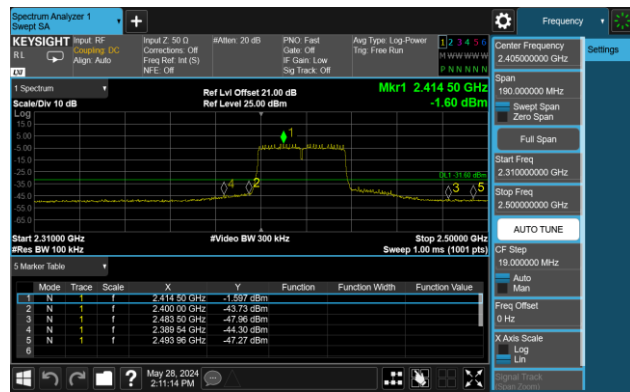 Spectrum Analyzer 1
Swept SA
Frequency
KEYSIGHT
RL
LXI
Input: RF
Coupling: DC
Align: Auto
Input Z: 50 Ω
Corrections: Off
Freq Ref: Int (S)
NFE: Off
#Atten: 20 dB
PNO: Fast
Gate: Off
IF Gain: Low
Sig Track: Off
Avg Type: Log-Power
Trig: Free Run
1 2 3 4 5 6
M W W W W W
P N N N N N
Center Frequency
2.405000000 GHz
Settings
Span
190.000000 MHz
Swept Span
Zero Span
Full Span
Start Freq
2.310000000 GHz
Stop Freq
2.500000000 GHz
AUTO TUNE
CF Step
19.000000 MHz
Auto
Man
Freq Offset
0 Hz
X Axis Scale
Log
Lin
Signal Track
(Span Zoom)
1 Spectrum
Scale/Div 10 dB
Ref Lvl Offset 21.00 dB
Ref Level 25.00 dBm
Mkr1 2.414 50 GHz
-1.60 dBm
Log
15.0
5.00
-5.00
-15.0
-25.0
-35.0
-45.0
-55.0
-65.0
1
4
2
DL1 -31.60 dBm
3
5
Start 2.31000 GHz
#Res BW 100 kHz
#Video BW 300 kHz
Stop 2.50000 GHz
Sweep 1.00 ms (1001 pts)
5 Marker Table
Mode Trace Scale X Y Function Function Width Function Value
1 N 1 f 2.414 50 GHz -1.597 dBm
2 N 1 f 2.400 00 GHz -43.73 dBm
3 N 1 f 2.483 50 GHz -47.96 dBm
4 N 1 f 2.389 54 GHz -44.30 dBm
5 N 1 f 2.493 96 GHz -47.27 dBm
6
?
May 28, 2024
2:11:14 PM